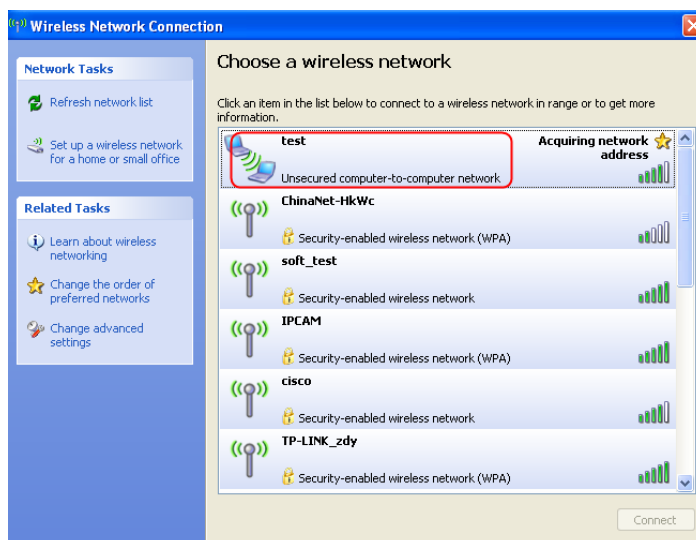 Wireless Network Connection
Network Tasks
Refresh network list
Set up a wireless network
for a home or small office
Related Tasks
Learn about wireless
networking
Change the order of
preferred networks
Change advanced
settings
Choose a wireless network
Click an item in the list below to connect to a wireless network in range or to get more
information.
test
Acquiring network
address
Unsecured computer-to-computer network
ChinaNet-HkWc
Security-enabled wireless network (WPA)
soft_test
Security-enabled wireless network
IPCAM
Security-enabled wireless network (WPA)
cisco
Security-enabled wireless network
TP-LINK_zdy
Security-enabled wireless network (WPA)
Connect